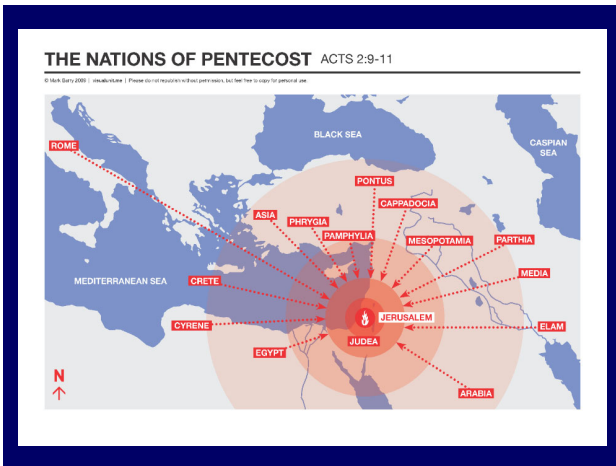 THE NATIONS OF PENTECOST ACTS 2:9-11
© Mark Barry 2009 | visualunit.me | Please do not republish without permission, but feel free to copy for personal use
BLACK SEA
CASPIAN
SEA
ROME
PONTUS
CAPPADOCIA
ASIA
PHRYGIA
PAMPHYLIA
MESOPOTAMIA
PARTHIA
MEDIA
MEDITERRANEAN SEA
CRETE
JERUSALEM
CYRENE
ELAM
JUDEA
EGYPT
ARABIA
N